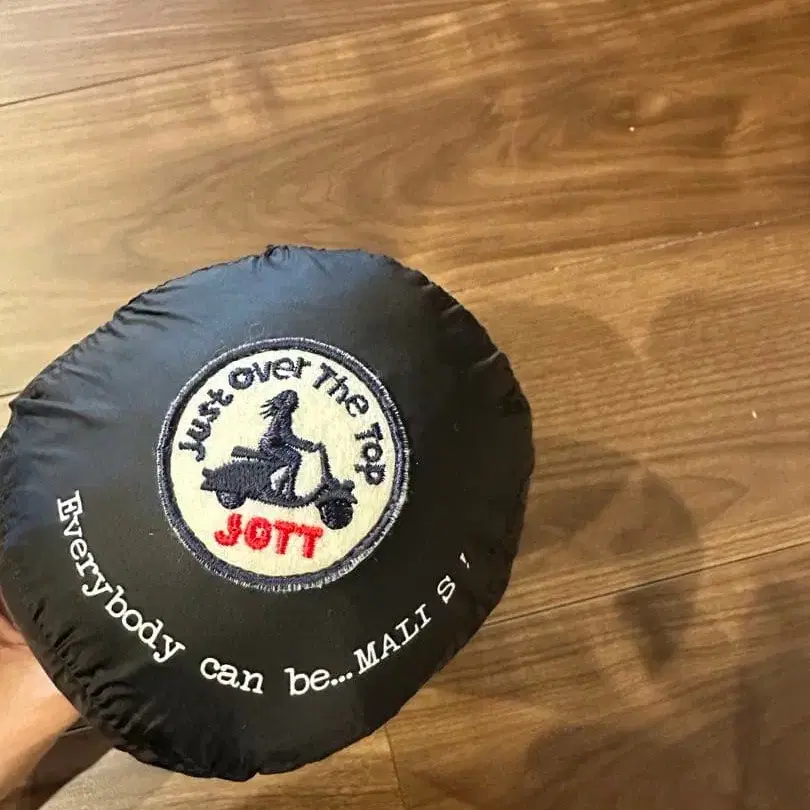 Just Over The Top
JOTT
Everybody can be...MALI S !